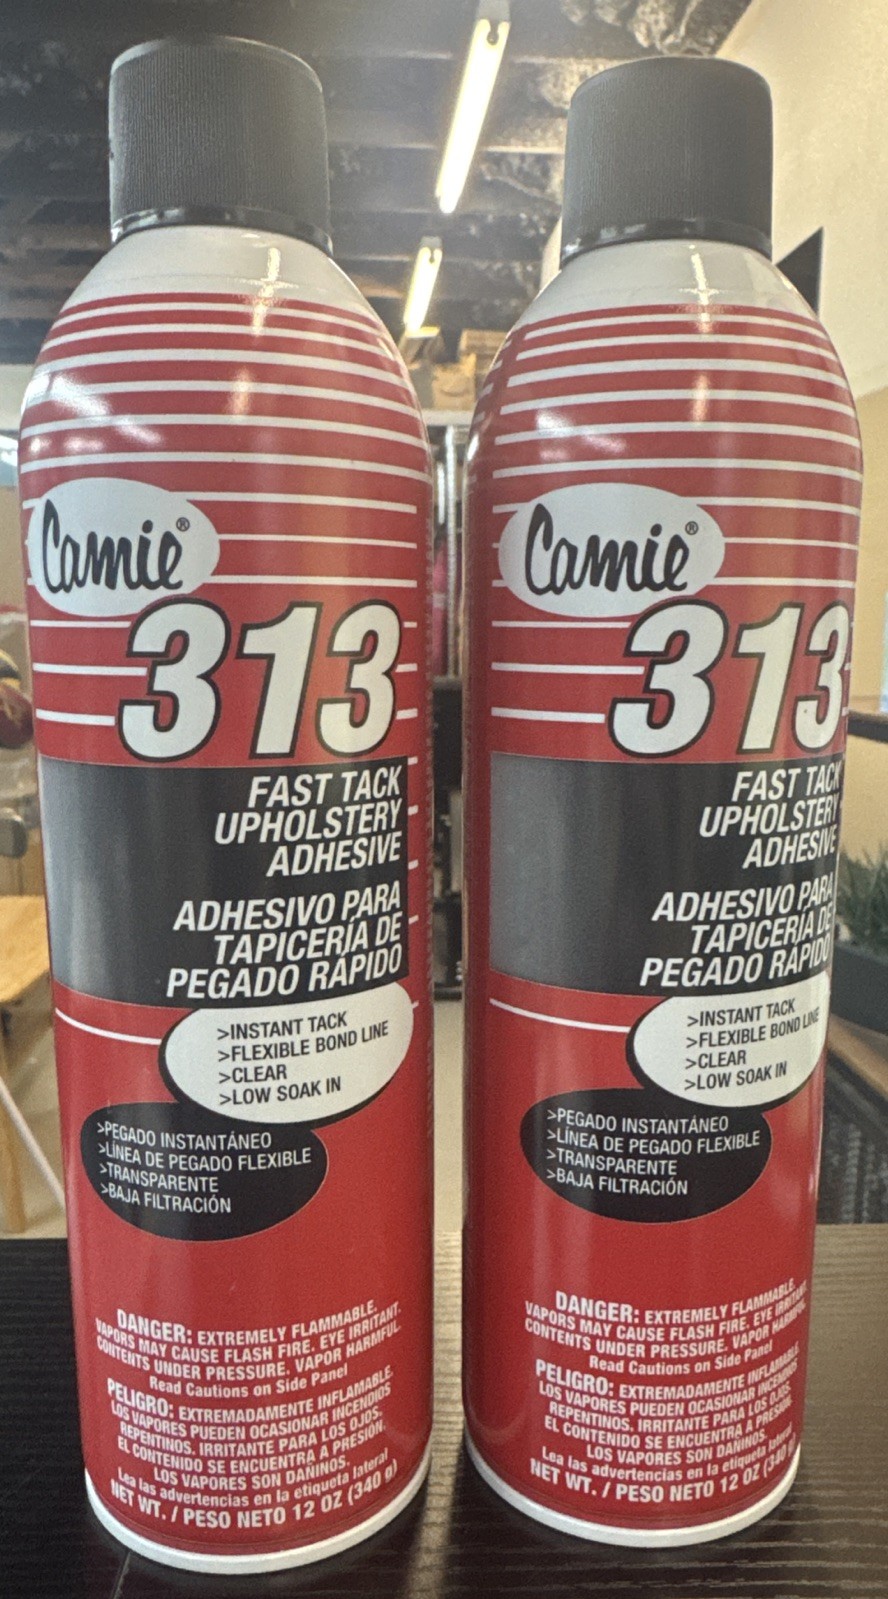 Camie®
313
FAST TACK
UPHOLSTERY
ADHESIVE
ADHESIVO PARA
TAPICERÍA DE
PEGADO RÁPIDO
>INSTANT TACK
>FLEXIBLE BOND LINE
>CLEAR
>LOW SOAK IN
>PEGADO INSTANTÁNEO
>LÍNEA DE PEGADO FLEXIBLE
>TRANSPARENTE
>BAJA FILTRACIÓN
DANGER: EXTREMELY FLAMMABLE.
VAPORS MAY CAUSE FLASH FIRE. EYE IRRITANT.
CONTENTS UNDER PRESSURE. VAPOR HARMFUL.
Read Cautions on Side Panel
PELIGRO: EXTREMADAMENTE INFLAMABLE.
LOS VAPORES PUEDEN OCASIONAR INCENDIOS
REPENTINOS. IRRITANTE PARA LOS OJOS.
EL CONTENIDO SE ENCUENTRA A PRESIÓN.
LOS VAPORES SON DAÑINOS.
Lea las advertencias en la etiqueta lateral
NET WT. / PESO NETO 12 OZ (340 g)
Camie®
313
FAST TACK
UPHOLSTERY
ADHESIVE
ADHESIVO PARA
TAPICERÍA DE
PEGADO RÁPIDO
>INSTANT TACK
>FLEXIBLE BOND LINE
>CLEAR
>LOW SOAK IN
>PEGADO INSTANTÁNEO
>LÍNEA DE PEGADO FLEXIBLE
>TRANSPARENTE
>BAJA FILTRACIÓN
DANGER: EXTREMELY FLAMMABLE.
VAPORS MAY CAUSE FLASH FIRE. EYE IRRITANT.
CONTENTS UNDER PRESSURE. VAPOR HARMFUL.
Read Cautions on Side Panel
PELIGRO: EXTREMADAMENTE INFLAMABLE.
LOS VAPORES PUEDEN OCASIONAR INCENDIOS
REPENTINOS. IRRITANTE PARA LOS OJOS.
EL CONTENIDO SE ENCUENTRA A PRESIÓN.
LOS VAPORES SON DAÑINOS.
Lea las advertencias en la etiqueta lateral
NET WT. / PESO NETO 12 OZ (340 g)